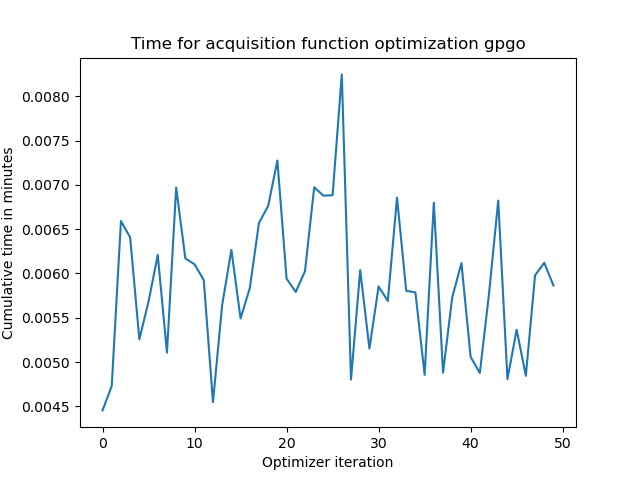 Time for acquisition function optimization gpgo
Cumulative time in minutes
0.0080
0.0075
0.0070
0.0065
0.0060
0.0055
0.0050
0.0045
0 10 20 30 40 50
Optimizer iteration